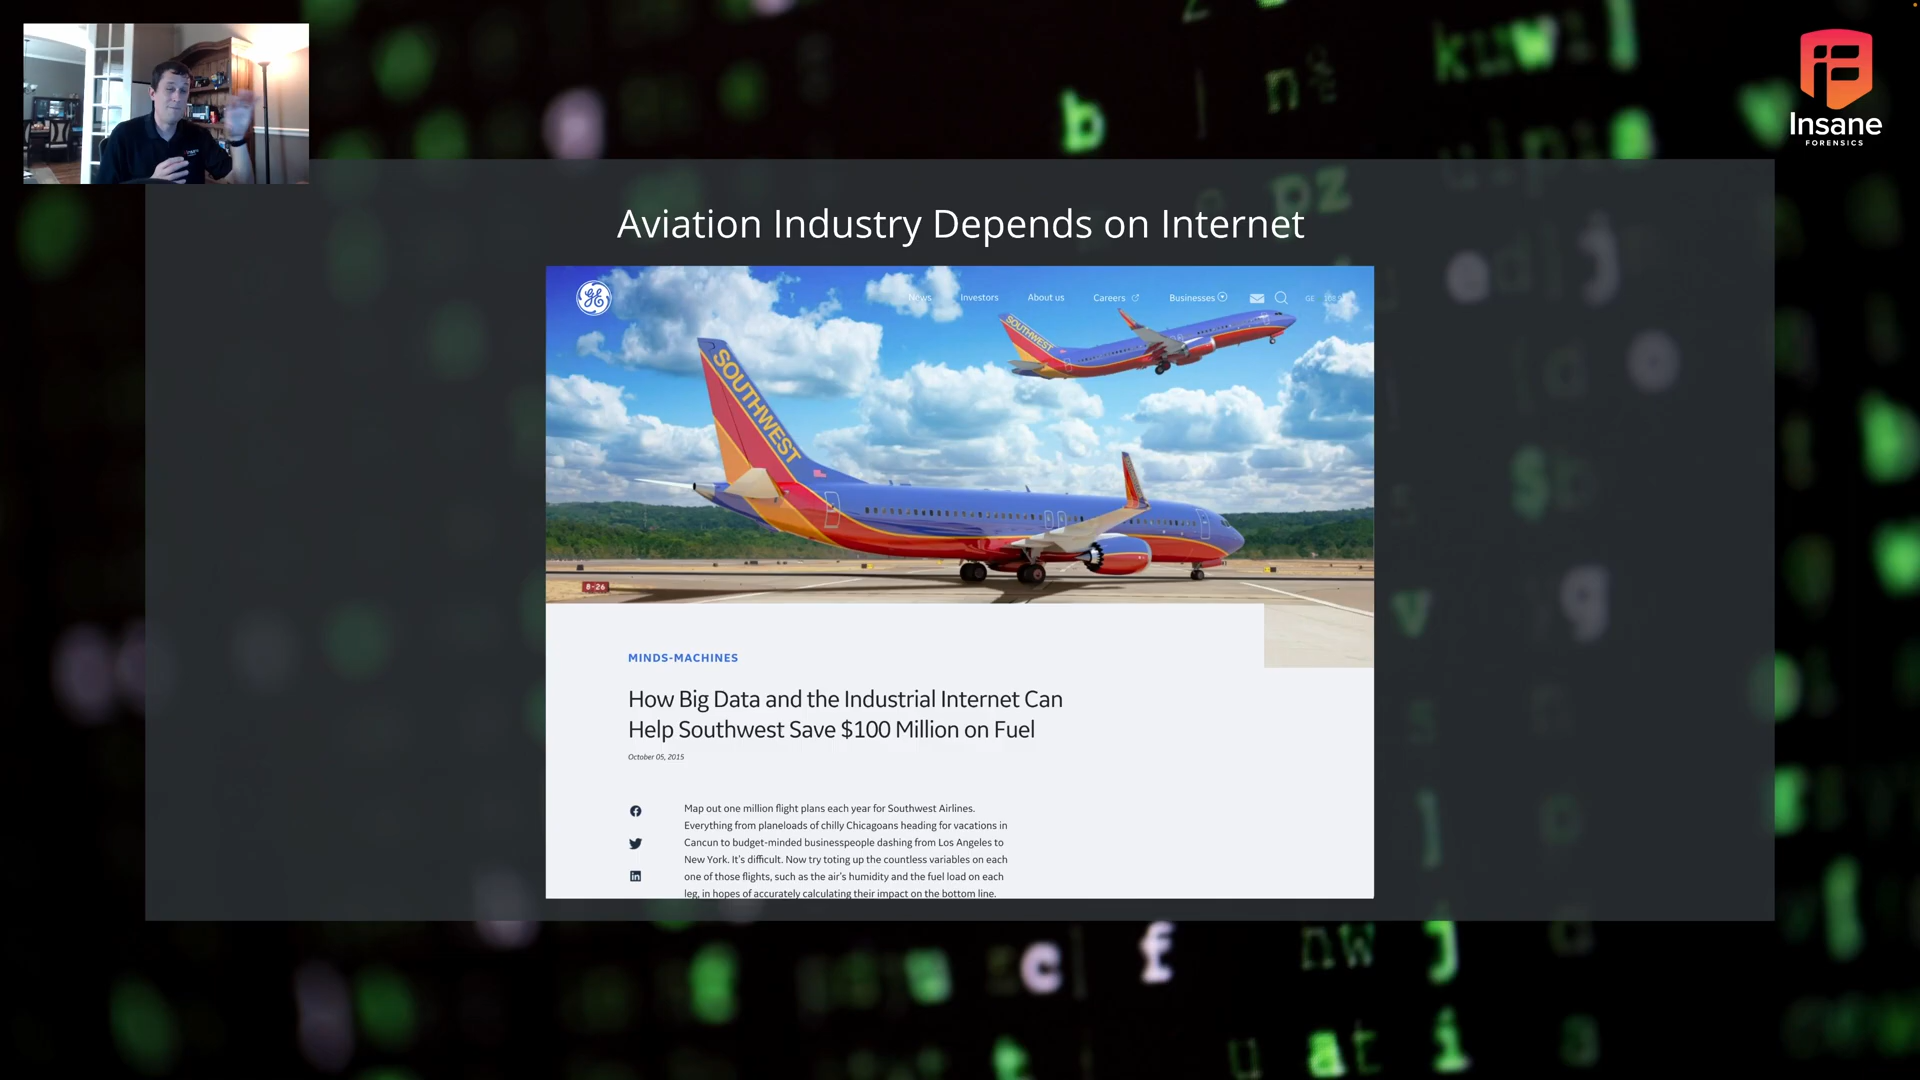 Insane
FORENSICS
Aviation Industry Depends on Internet
News Investors About us Careers Businesses GE
SOUTHWEST
SOUTHWEST
8-26
MINDS-MACHINES
How Big Data and the Industrial Internet Can
Help Southwest Save $100 Million on Fuel
October 05, 2015
Map out one million flight plans each year for Southwest Airlines.
Everything from planeloads of chilly Chicagoans heading for vacations in
Cancun to budget-minded businesspeople dashing from Los Angeles to
New York. It's difficult. Now try toting up the countless variables on each
one of those flights, such as the air's humidity and the fuel load on each
leg, in hopes of accurately calculating their impact on the bottom line.